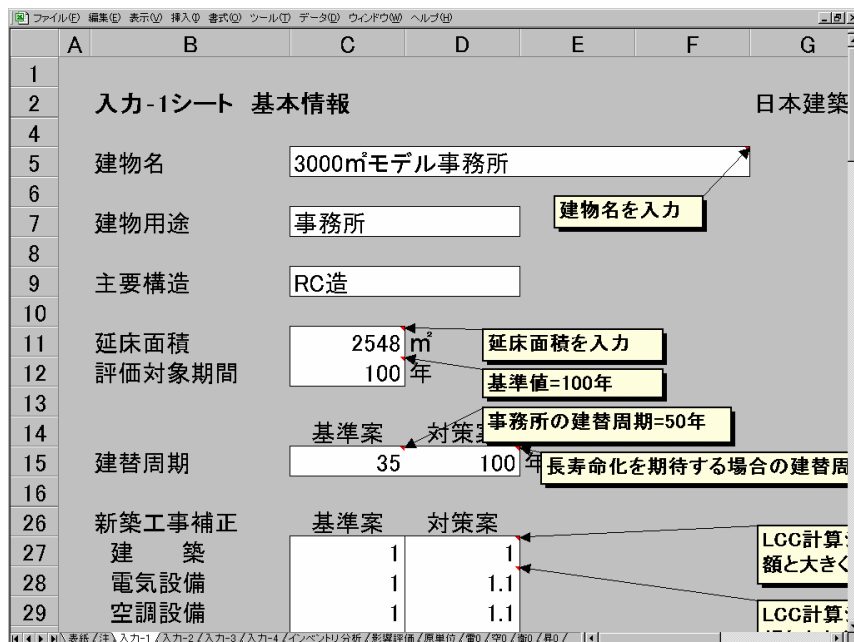 ファイル(F) 編集(E) 表示(V) 挿入(I) 書式(O) ツール(T) データ(D) ウィンドウ(W) ヘルプ(H)
A B C D E F G
1
2 入力-1シート 基本情報 日本建築
4
5 建物名 3000㎡モデル事務所
6
建物名を入力
7 建物用途 事務所
8
9 主要構造 RC造
10
11 延床面積 2548 ㎡ 延床面積を入力
12 評価対象期間 100 年 基準値=100年
13
事務所の建替周期=50年
14 基準案 対策
15 建替周期 35 100 年 長寿命化を期待する場合の建替周
16
26 新築工事補正 基準案 対策案
27 建 築 1 1 LCC計算
額と大きく
28 電気設備 1 1.1
29 空調設備 1 1.1 LCC計算
表紙 / 注 / 入力-1 / 入力-2 / 入力-3 / 入力-4 / インベントリ分析 / 影響評価 / 原単位 / 電0 / 空0 / 衛0 / 昇0 /